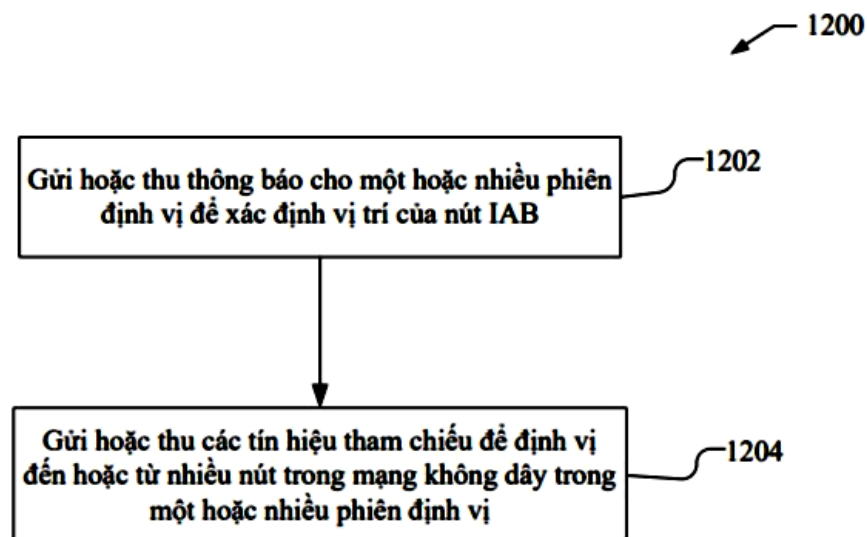 1200
Gửi hoặc thu thông báo cho một hoặc nhiều phiên
định vị để xác định vị trí của nút IAB
1202
Gửi hoặc thu các tín hiệu tham chiếu để định vị
đến hoặc từ nhiều nút trong mạng không dây trong
một hoặc nhiều phiên định vị
1204